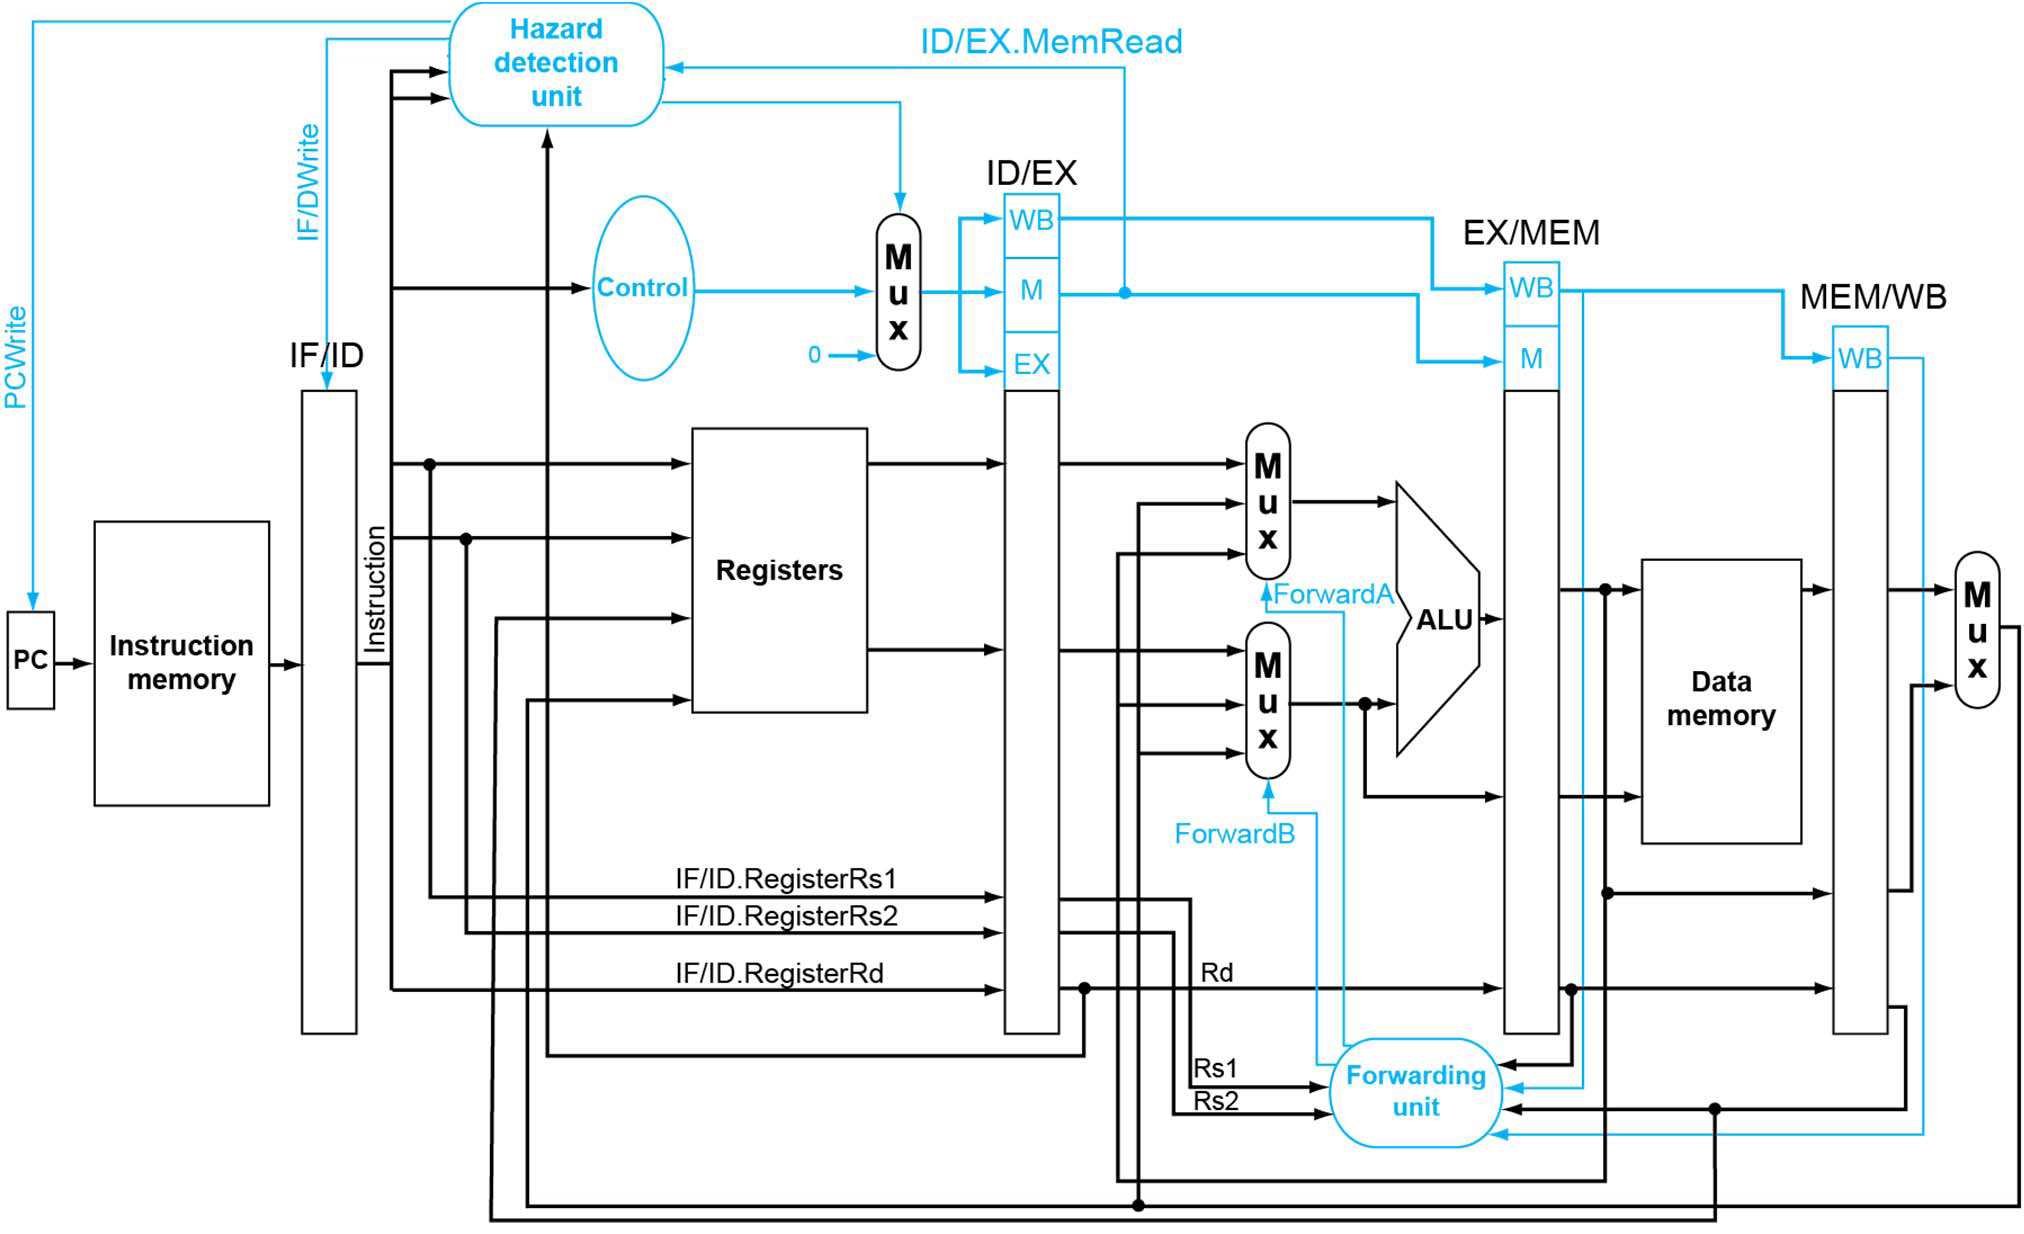 Hazard
detection
unit
ID/EX.MemRead
IF/DWrite
PCWrite
ID/EX
WB
M
EX
Control
0
M
u
x
EX/MEM
WB
M
MEM/WB
WB
IF/ID
Instruction
PC
Instruction
memory
Registers
M
u
x
ForwardA
M
u
x
ForwardB
ALU
Data
memory
M
u
x
IF/ID.RegisterRs1
IF/ID.RegisterRs2
IF/ID.RegisterRd
Rd
Rs1
Rs2
Forwarding
unit